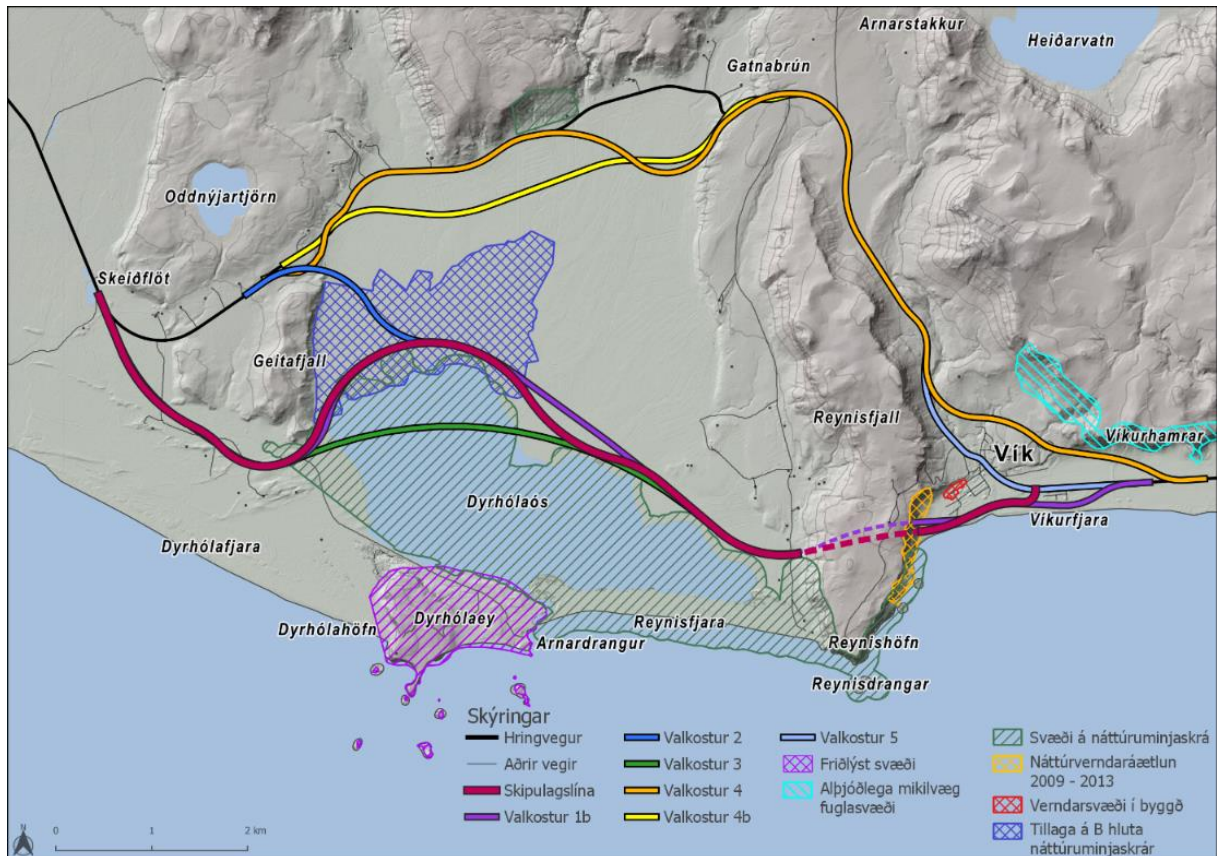 Arnarstakkur
Heiðarvatn
Gatnabrún
Oddnýjartjörn
Skeiðflöt
Geitafjall
Reynisfjall
Víkurhamrar
Vík
Dyrhólaós
Víkurfjara
Dyrhólafjara
Dyrhólaey
Dyrhólahöfn
Reynisfjara
Arnardrangur
Reynishöfn
Reynisdrangar
Skýringar
Hringvegur
Aðrir vegir
Skipulagslína
Valkostur 1b
Valkostur 2
Valkostur 3
Valkostur 4
Valkostur 4b
Valkostur 5
Friðlýst svæði
Alþjóðlega mikilvæg
fuglasvæði
Svæði á náttúruminjaskrá
Náttúrverndaráætlun
2009 - 2013
Verndarsvæði í byggð
Tillaga á B hluta
náttúruminjaskrár
N
0 1 2 km